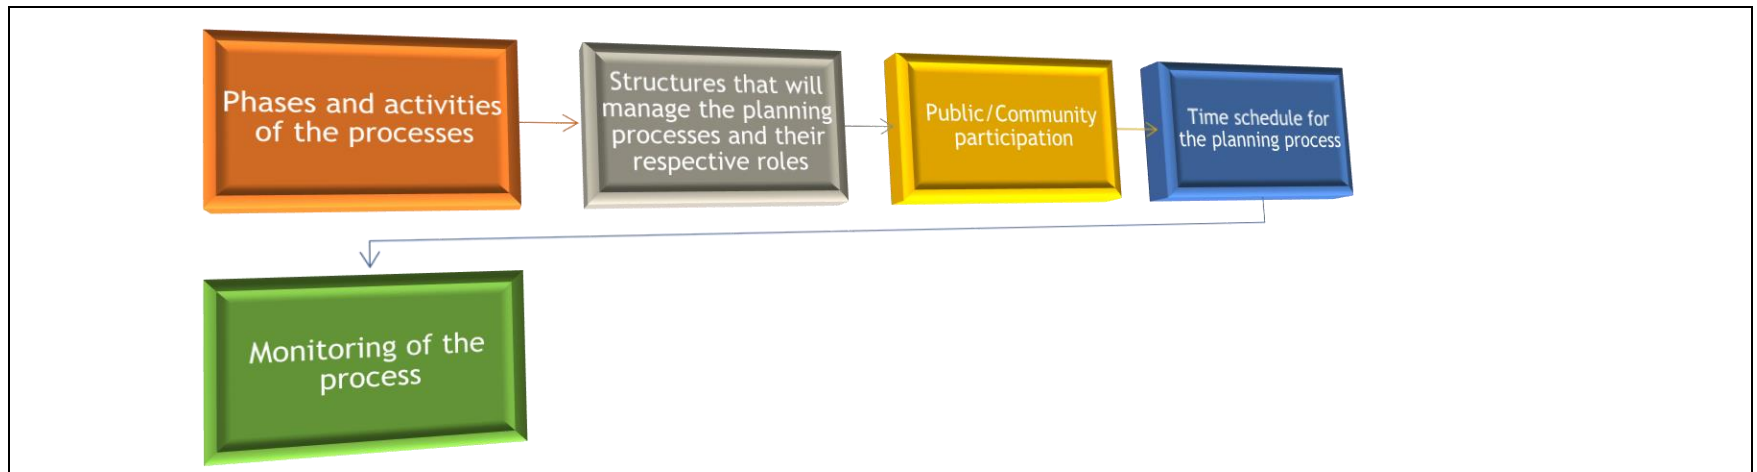 Phases and activities
of the processes
Structures that will
manage the planning
processes and their
respective roles
Public/Community
participation
Time schedule for
the planning process
Monitoring of the
process